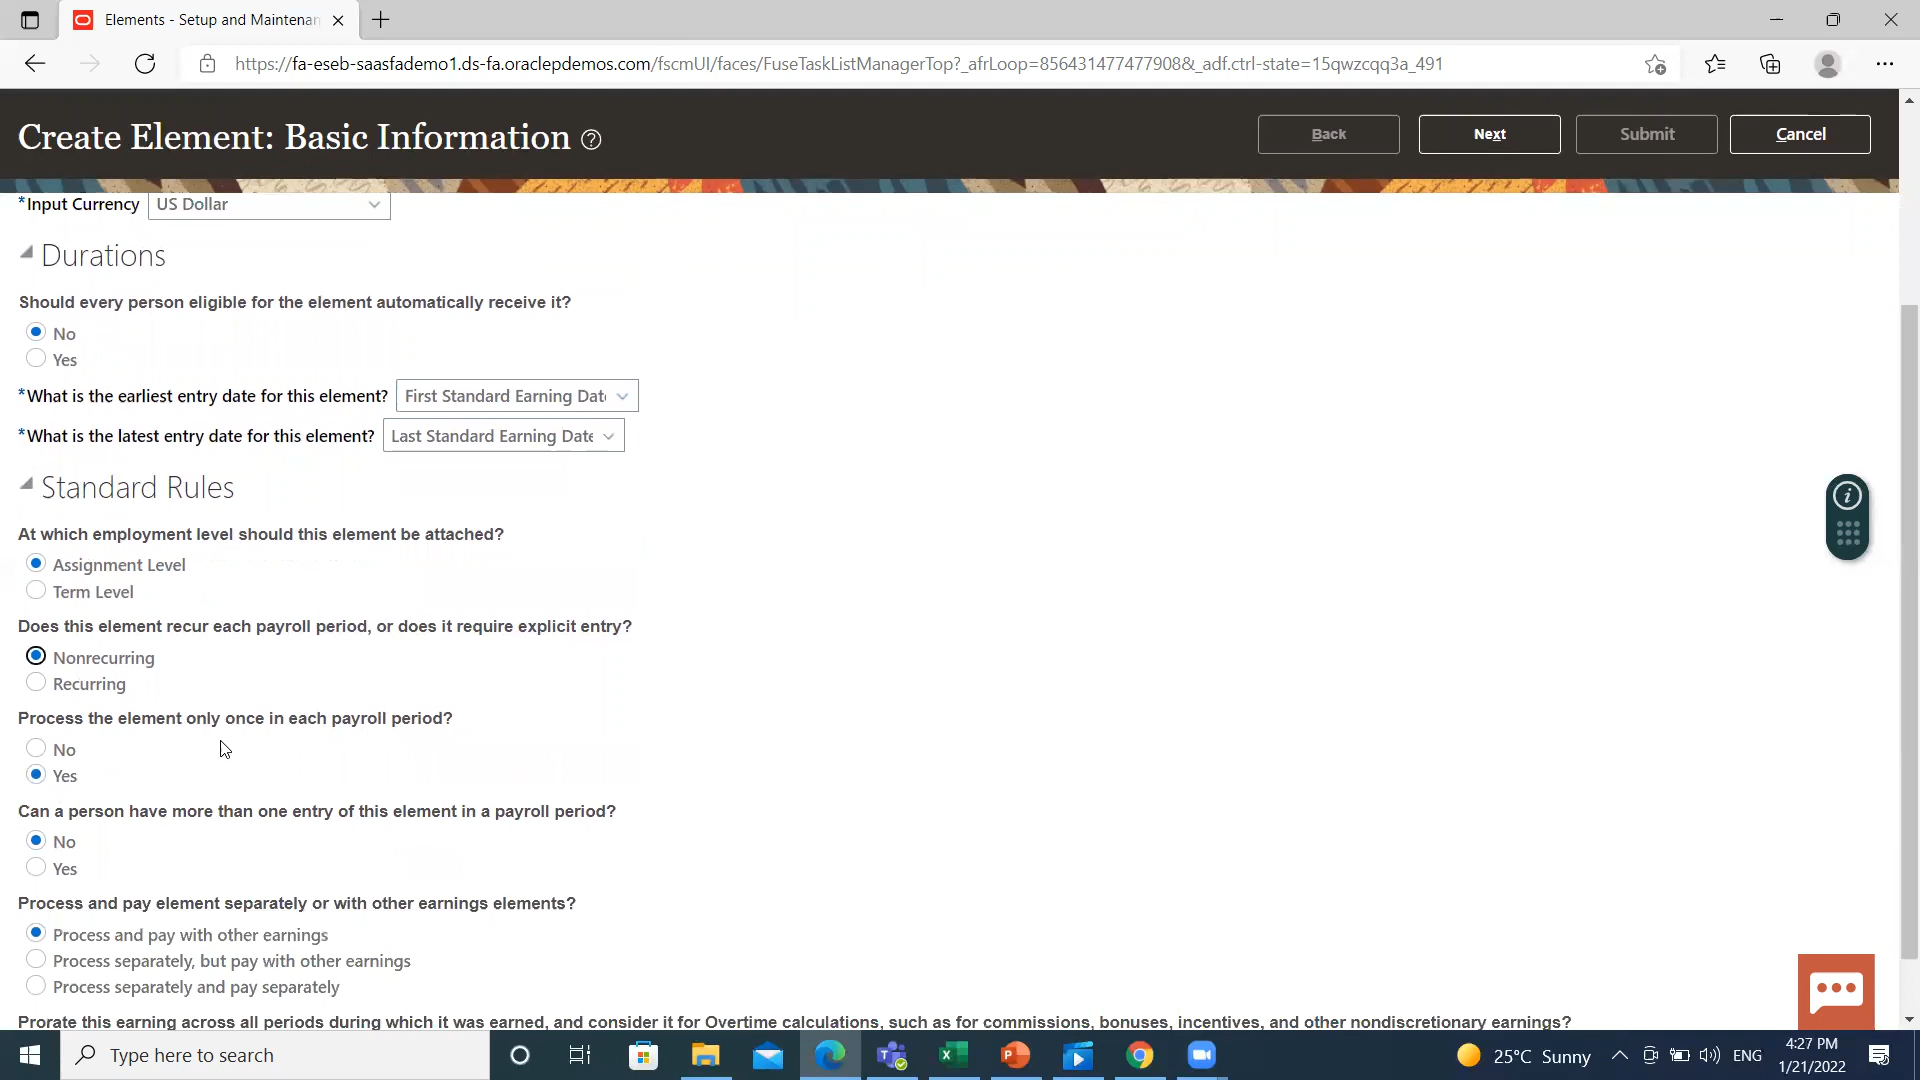 Elements - Setup and Maintenan
https://fa-eseb-saasfademo1.ds-fa.oraclepdemos.com/fscmUI/faces/FuseTaskListManagerTop?_afrLoop=8564314774477908&_adf.ctrl-state=15qwzcqq3a_491
Create Element: Basic Information ?
Back
Next
Submit
Cancel
*Input Currency US Dollar
Durations
Should every person eligible for the element automatically receive it?
No
Yes
*What is the earliest entry date for this element? First Standard Earning Date
*What is the latest entry date for this element? Last Standard Earning Date
Standard Rules
At which employment level should this element be attached?
Assignment Level
Term Level
Does this element recur each payroll period, or does it require explicit entry?
Nonrecurring
Recurring
Process the element only once in each payroll period?
No
Yes
Can a person have more than one entry of this element in a payroll period?
No
Yes
Process and pay element separately or with other earnings elements?
Process and pay with other earnings
Process separately, but pay with other earnings
Process separately and pay separately
Prorate this earning across all periods during which it was earned, and consider it for Overtime calculations, such as for commissions, bonuses, incentives, and other nondiscretionary earnings?
Type here to search
25°C Sunny
ENG
4:27 PM
1/21/2022